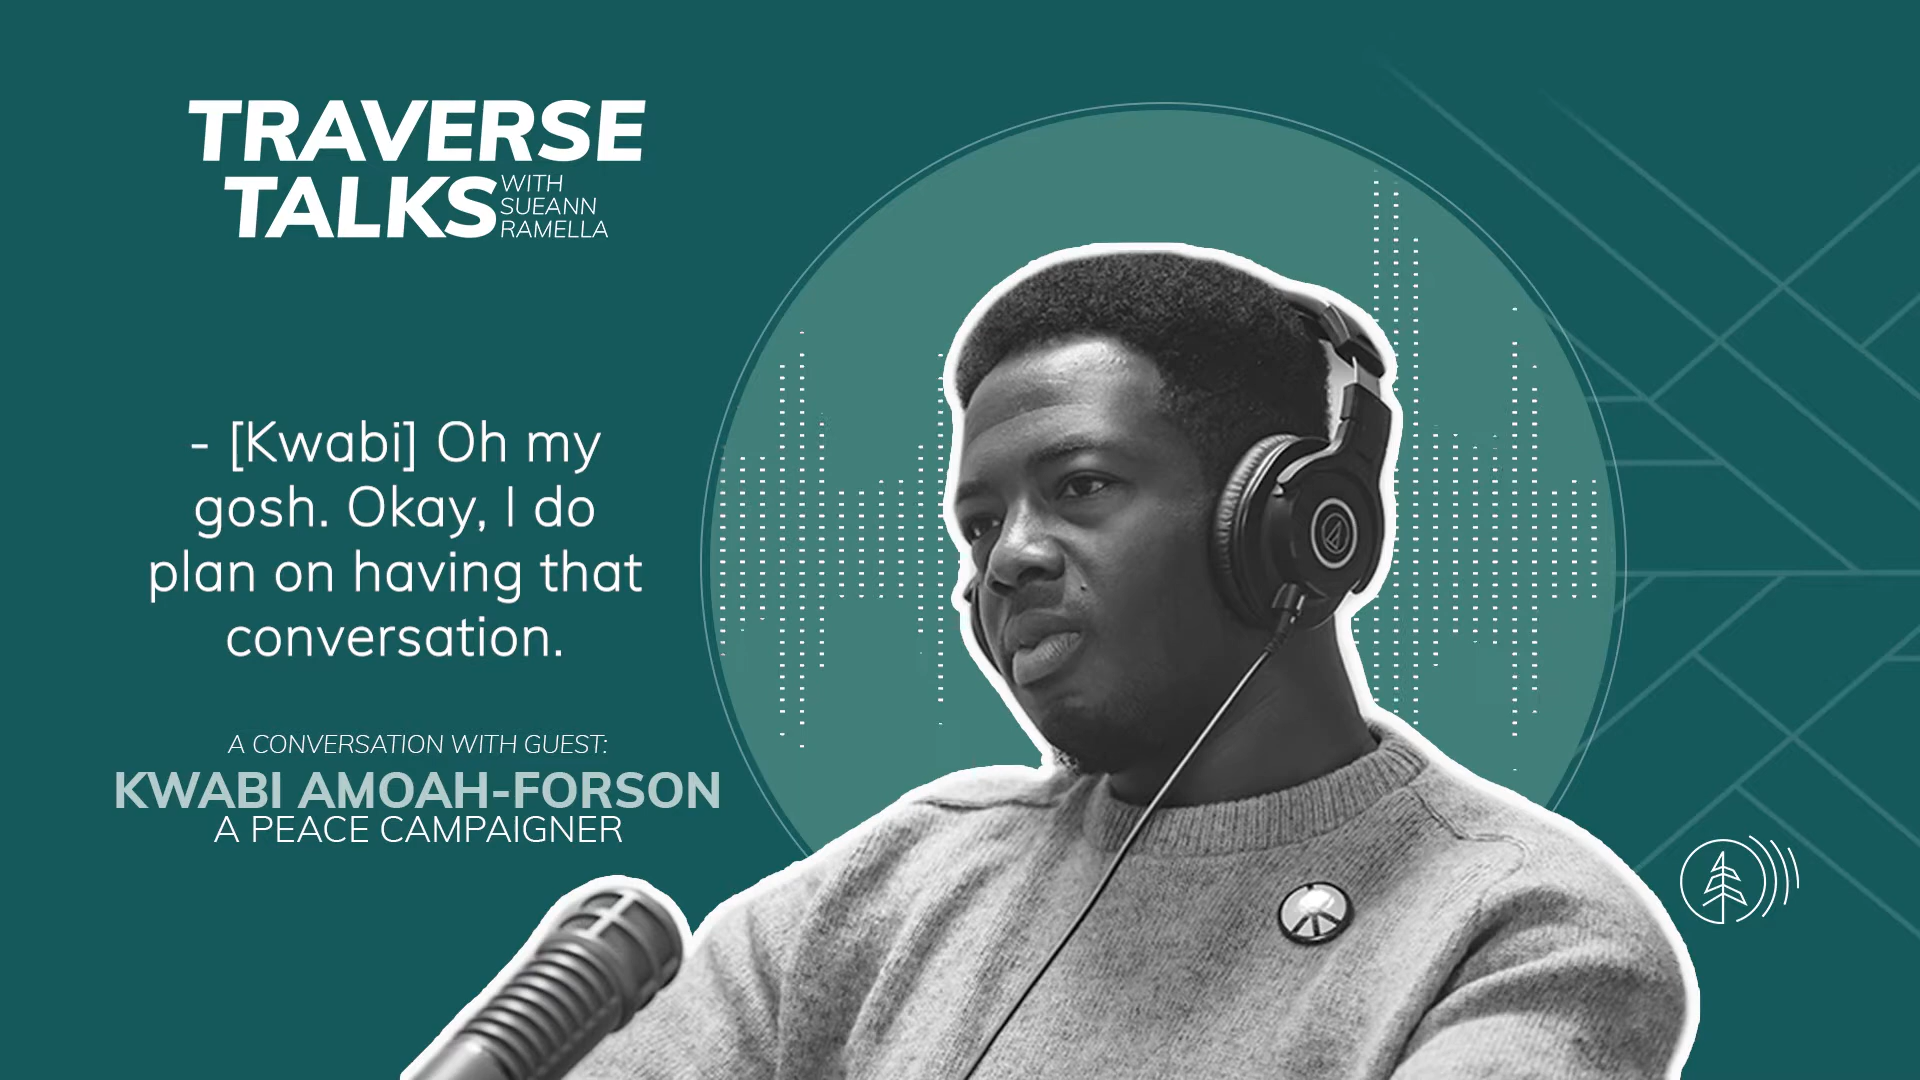 TRAVERSE
TALKS
WITH
SUEANN
RAMELLA
- [Kwabi] Oh my
gosh. Okay, I do
plan on having that
conversation.
A CONVERSATION WITH GUEST:
KWABI AMOAH-FORSON
A PEACE CAMPAIGNER